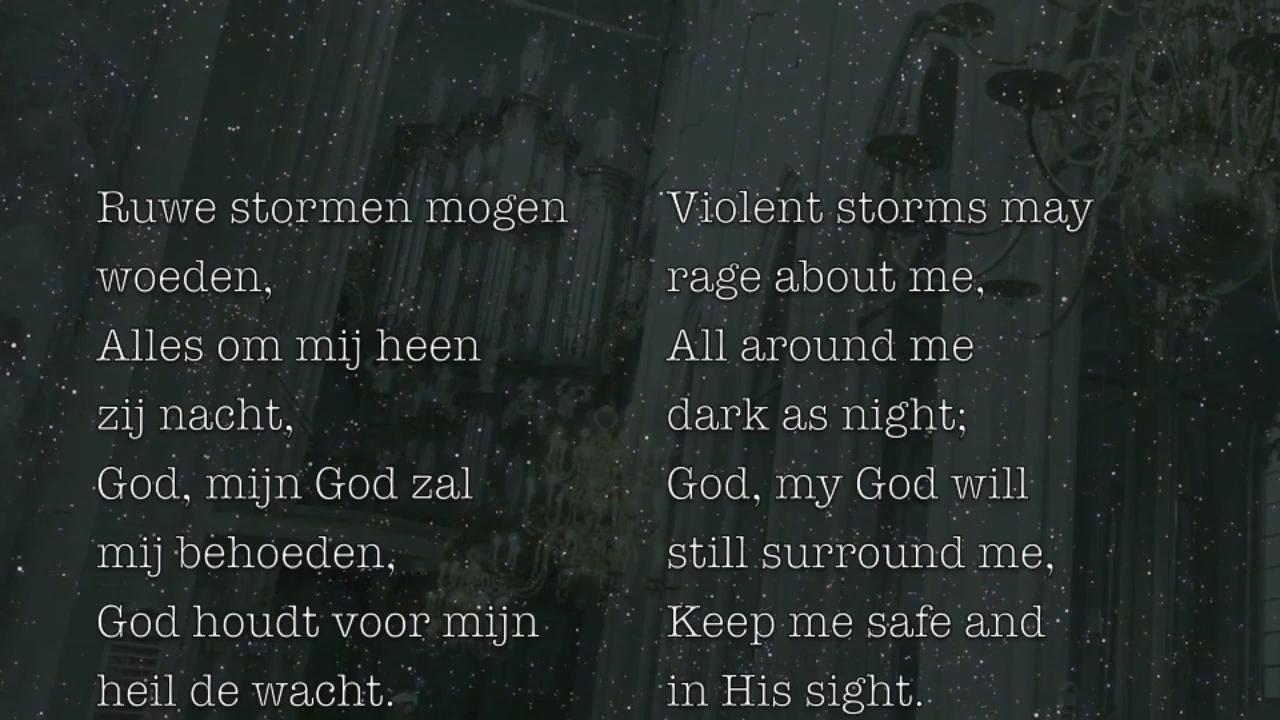 Ruwe stormen mogen
woeden,
Alles om mij heen
zij nacht,
God, mijn God zal
mij behoeden,
God houdt voor mijn
heil de wacht.
Violent storms may
rage about me,
All around me
dark as night;
God, my God will
still surround me,
Keep me safe and
in His sight.